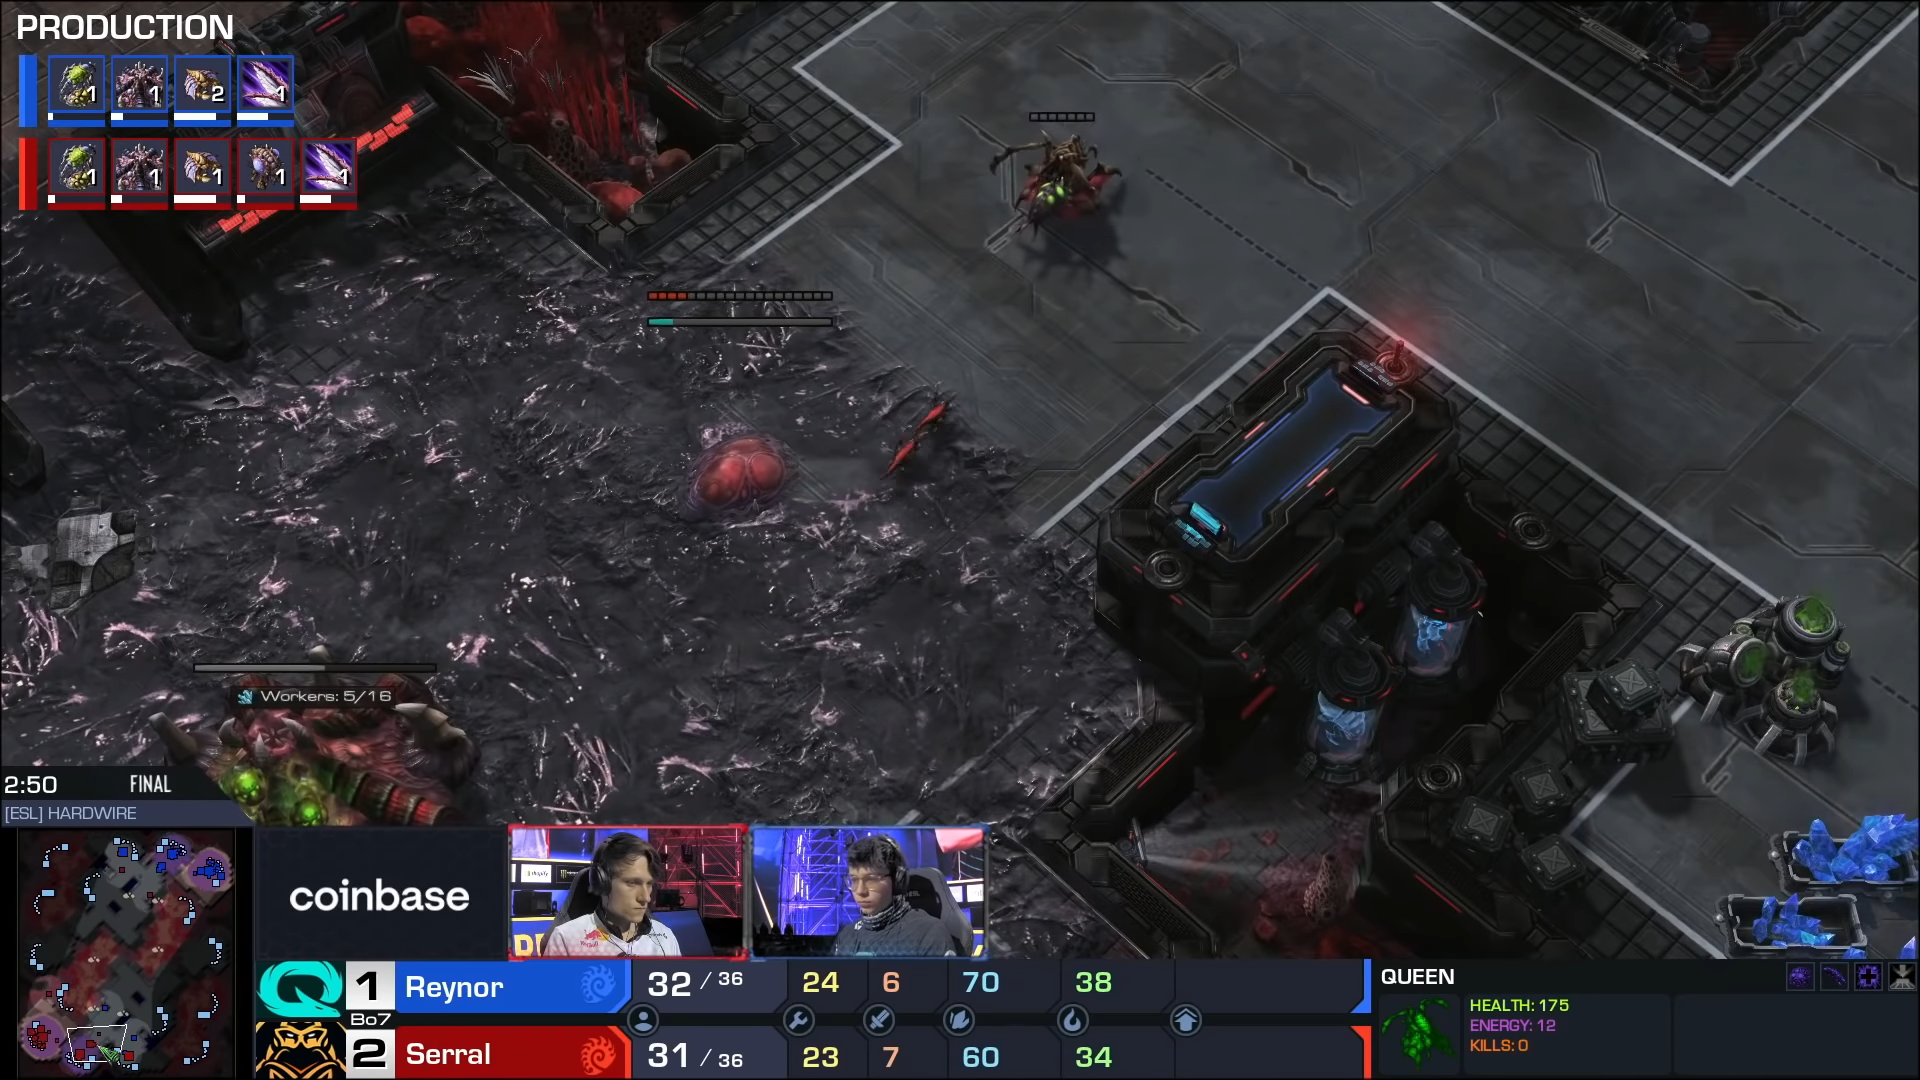 PRODUCTION
1 1 2 1
1 1 1 1 1
Workers: 5/16
2:50 FINAL
[ESL] HARDWIRE
coinbase
1 Reynor 32 / 36 24 6 70 38
Bo7
2 Serral 31 / 36 23 7 60 34
QUEEN
HEALTH: 175
ENERGY: 12
KILLS: 0